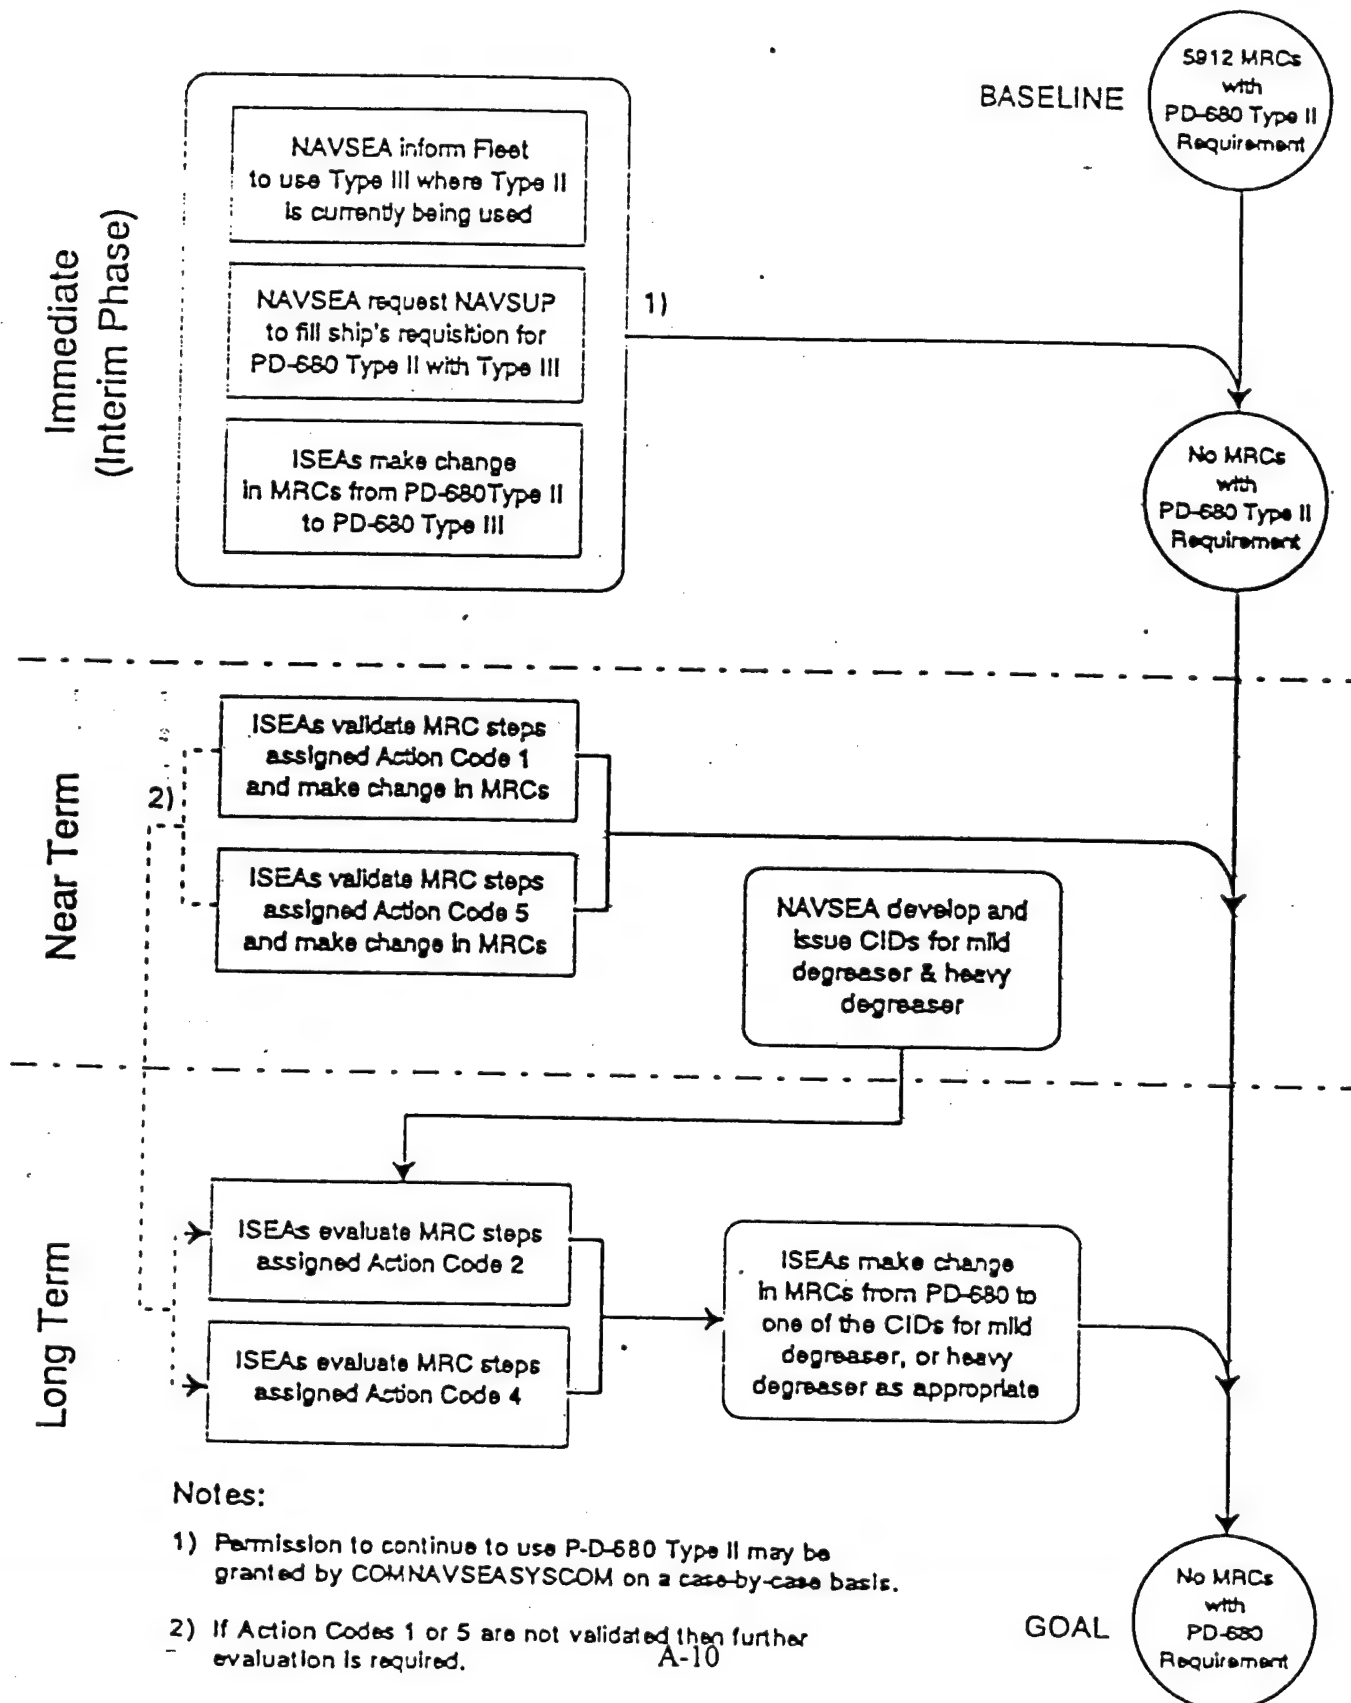 BASELINE
5912 MRCs
with
PD-680 Type II
Requirement
Immediate
(Interim Phase)
NAVSEA inform Fleet
to use Type III where Type II
is currently being used
NAVSEA request NAVSUP
to fill ship's requisition for
PD-680 Type II with Type III
1)
ISEAs make change
in MRCs from PD-680Type II
to PD-680 Type III
No MRCs
with
PD-680 Type II
Requirement
Near Term
2)
ISEAs validate MRC steps
assigned Action Code 1
and make change in MRCs
ISEAs validate MRC steps
assigned Action Code 5
and make change in MRCs
NAVSEA develop and
issue CIDs for mild
degreaser & heavy
degreaser
Long Term
ISEAs evaluate MRC steps
assigned Action Code 2
ISEAs evaluate MRC steps
assigned Action Code 4
ISEAs make change
in MRCs from PD-680 to
one of the CIDs for mild
degreaser, or heavy
degreaser as appropriate
Notes:
1) Permission to continue to use P-D-680 Type II may be
granted by COMNAVSEASYSCOM on a case-by-case basis.
2) If Action Codes 1 or 5 are not validated then further
evaluation is required.
GOAL
No MRCs
with
PD-680
Requirement
A-10